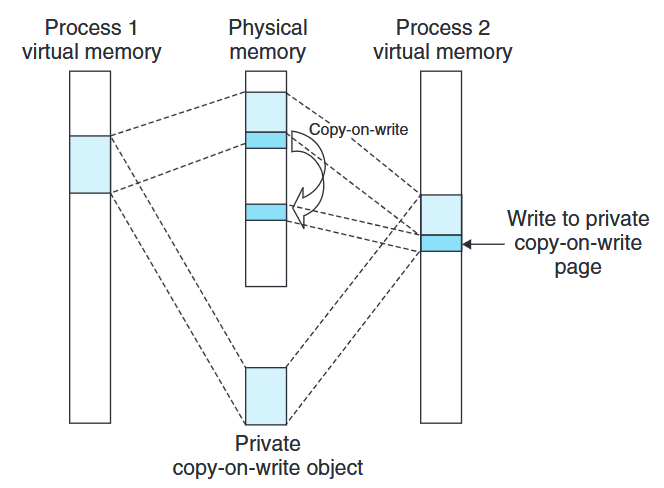 Process 1
virtual memory
Physical
memory
Process 2
virtual memory
Copy-on-write
Write to private
copy-on-write
page
Private
copy-on-write object